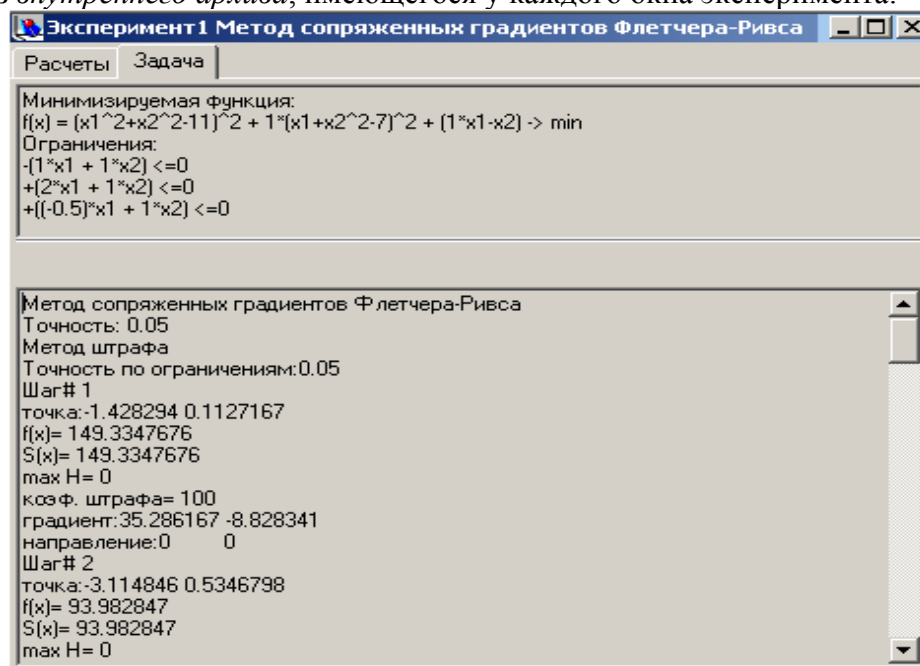 внутреннего архива, имеющегося у каждого окна эксперимента.
Эксперимент1 Метод сопряженных градиентов Флетчера-Ривса
Расчеты Задача
Минимизируемая функция:
f(x) = (x1^2+x2^2-11)^2 + 1*(x1+x2^2-7)^2 + (1*x1-x2) -> min
Ограничения:
-(1*x1 + 1*x2) <=0
+(2*x1 + 1*x2) <=0
+((-0.5)*x1 + 1*x2) <=0
Метод сопряженных градиентов Флетчера-Ривса
Точность: 0.05
Метод штрафа
Точность по ограничениям:0.05
Шаг# 1
точка:-1.428294 0.1127167
f(x)= 149.3347676
S(x)= 149.3347676
max H= 0
коэф. штрафа= 100
градиент:35.286167 -8.828341
направление:0 0
Шаг# 2
точка:-3.114846 0.5346798
f(x)= 93.982847
S(x)= 93.982847
max H= 0